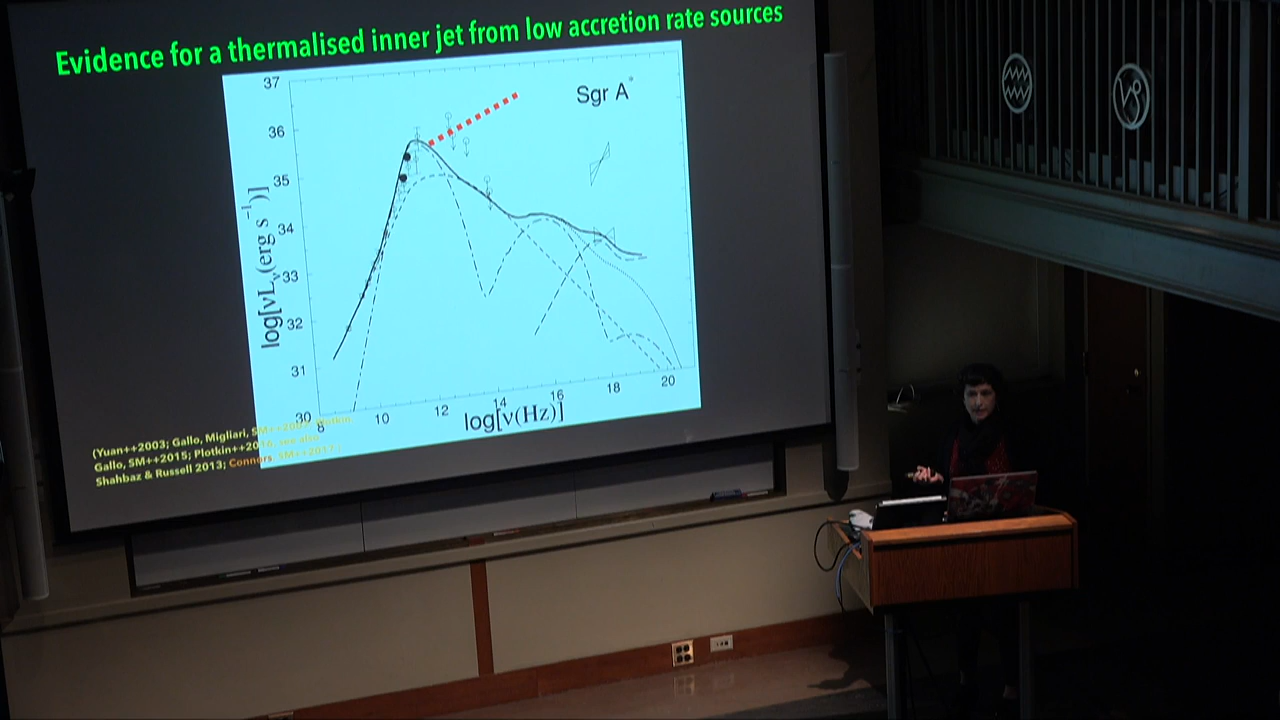 Evidence for a thermalised inner jet from low accretion rate sources
Sgr A*
37
36
35
34
33
32
31
30
log[νLν(erg s⁻¹)]
8 10 12 14 16 18 20
log[ν(Hz)]
(Yuan++2003; Gallo, Migliari,
Gallo, SM++2015;
Shahbaz & Russell 2013; Connors,